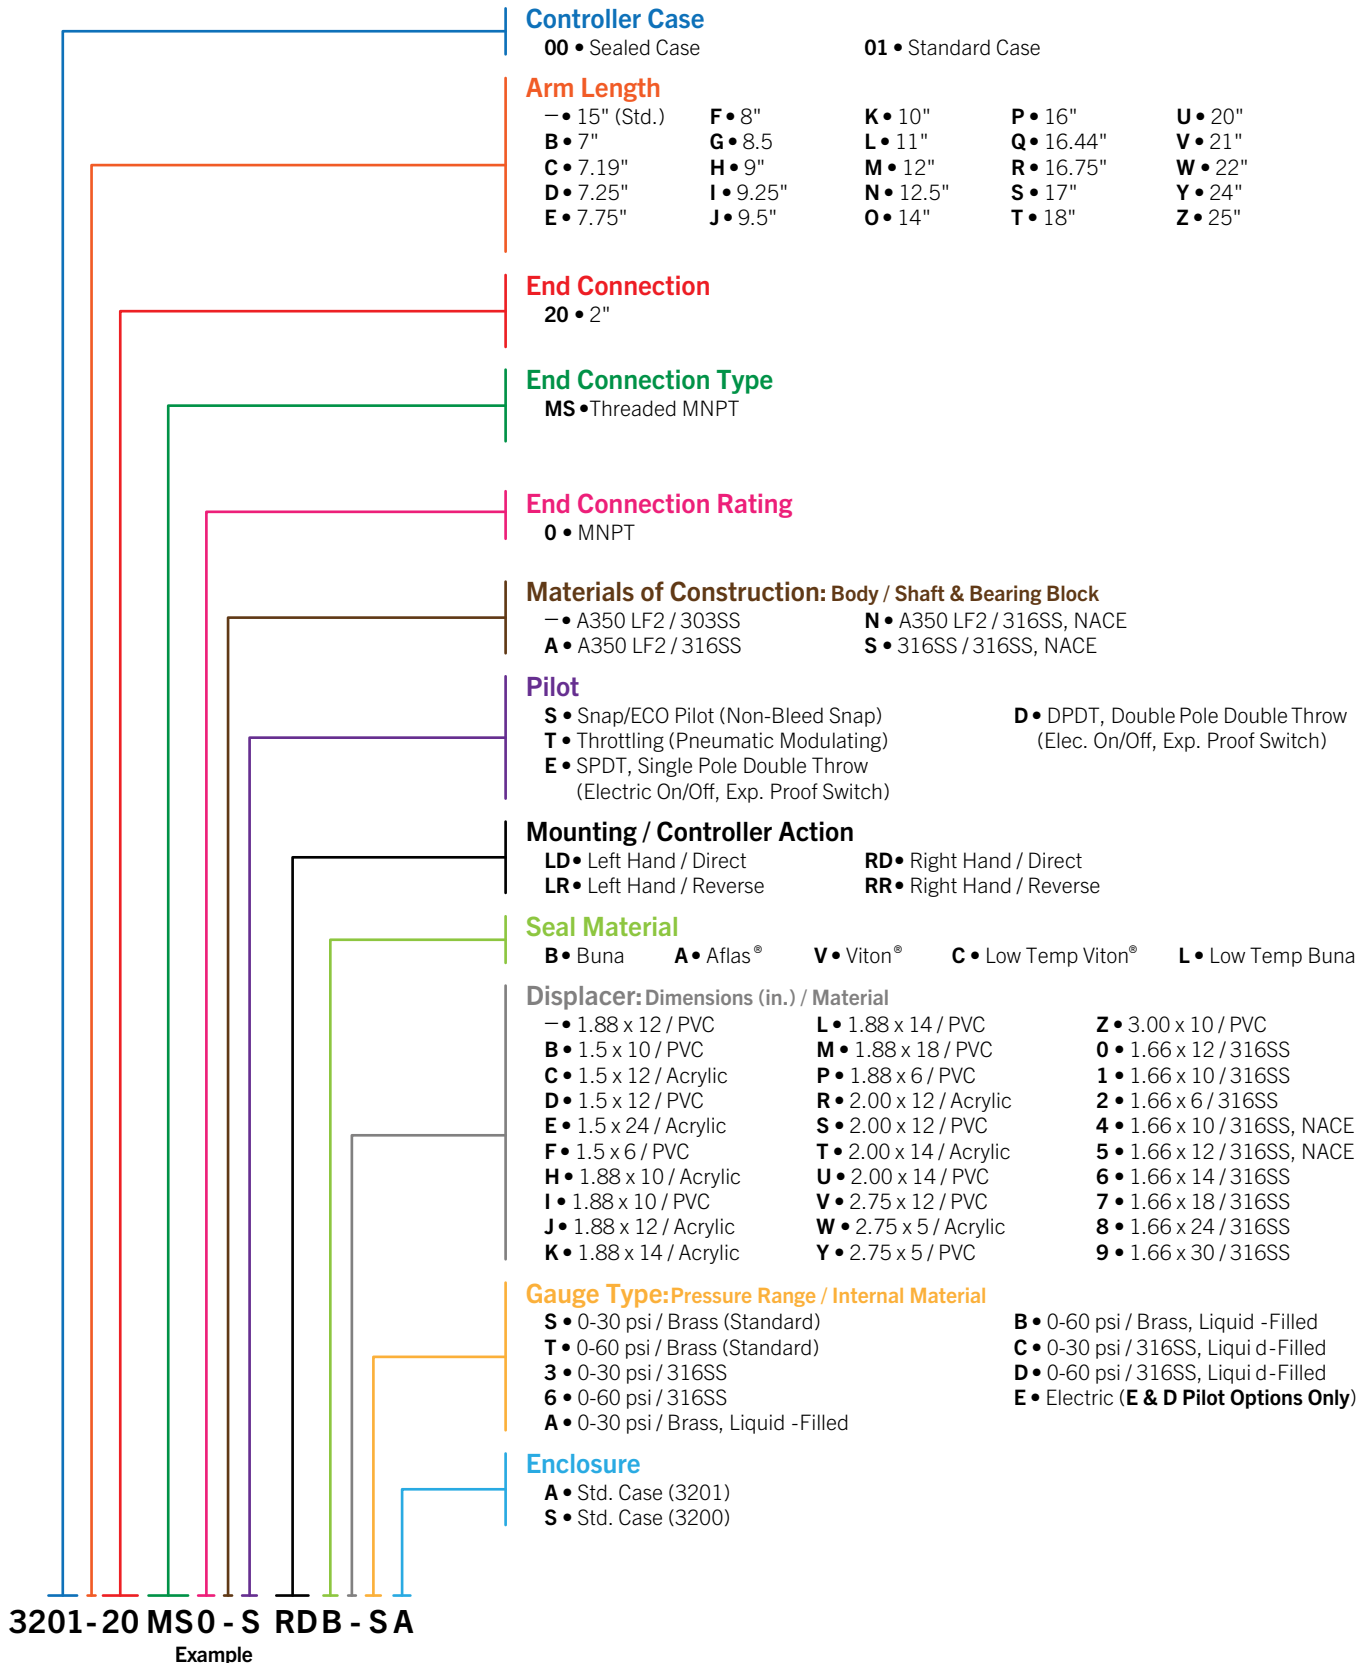 Controller Case
00 • Sealed Case 01 • Standard Case
Arm Length
–• 15" (Std.) F • 8" K • 10" P • 16" U • 20"
B • 7" G • 8.5 L • 11" Q • 16.44" V • 21"
C • 7.19" H • 9" M • 12" R • 16.75" W • 22"
D • 7.25" I • 9.25" N • 12.5" S • 17" Y • 24"
E • 7.75" J • 9.5" O • 14" T • 18" Z • 25"
End Connection
20 • 2"
End Connection Type
MS •Threaded MNPT
End Connection Rating
0 • MNPT
Materials of Construction: Body / Shaft & Bearing Block
–• A350 LF2 / 303SS N • A350 LF2 / 316SS, NACE
A • A350 LF2 / 316SS S • 316SS / 316SS, NACE
Pilot
S • Snap/ECO Pilot (Non-Bleed Snap) D • DPDT, Double Pole Double Throw
T • Throttling (Pneumatic Modulating) (Elec. On/Off, Exp. Proof Switch)
E • SPDT, Single Pole Double Throw
(Electric On/Off, Exp. Proof Switch)
Mounting / Controller Action
LD • Left Hand / Direct RD • Right Hand / Direct
LR • Left Hand / Reverse RR • Right Hand / Reverse
Seal Material
B • Buna A • Aflas® V • Viton® C • Low Temp Viton® L • Low Temp Buna
Displacer: Dimensions (in.) / Material
–• 1.88 x 12 / PVC L • 1.88 x 14 / PVC Z • 3.00 x 10 / PVC
B • 1.5 x 10 / PVC M • 1.88 x 18 / PVC 0 • 1.66 x 12 / 316SS
C • 1.5 x 12 / Acrylic P • 1.88 x 6 / PVC 1 • 1.66 x 10 / 316SS
D • 1.5 x 12 / PVC R • 2.00 x 12 / Acrylic 2 • 1.66 x 6 / 316SS
E • 1.5 x 24 / Acrylic S • 2.00 x 12 / PVC 4 • 1.66 x 10 / 316SS, NACE
F • 1.5 x 6 / PVC T • 2.00 x 14 / Acrylic 5 • 1.66 x 12 / 316SS, NACE
H • 1.88 x 10 / Acrylic U • 2.00 x 14 / PVC 6 • 1.66 x 14 / 316SS
I • 1.88 x 10 / PVC V • 2.75 x 12 / PVC 7 • 1.66 x 18 / 316SS
J • 1.88 x 12 / Acrylic W • 2.75 x 5 / Acrylic 8 • 1.66 x 24 / 316SS
K • 1.88 x 14 / Acrylic Y • 2.75 x 5 / PVC 9 • 1.66 x 30 / 316SS
Gauge Type: Pressure Range / Internal Material
S • 0-30 psi / Brass (Standard) B • 0-60 psi / Brass, Liquid -Filled
T • 0-60 psi / Brass (Standard) C • 0-30 psi / 316SS, Liqui d-Filled
3 • 0-30 psi / 316SS D • 0-60 psi / 316SS, Liqui d-Filled
6 • 0-60 psi / 316SS E • Electric (E & D Pilot Options Only)
A • 0-30 psi / Brass, Liquid -Filled
Enclosure
A • Std. Case (3201)
S • Std. Case (3200)
3201-20 MS0 - S RDB - SA
Example